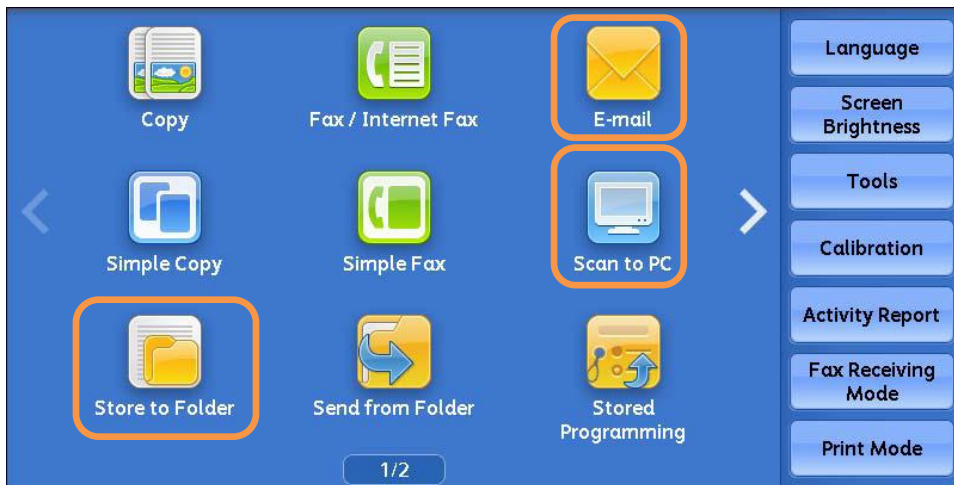 Copy
Fax / Internet Fax
E-mail
Simple Copy
Simple Fax
Scan to PC
Store to Folder
Send from Folder
Stored
Programming
1/2
Language
Screen
Brightness
Tools
Calibration
Activity Report
Fax Receiving
Mode
Print Mode